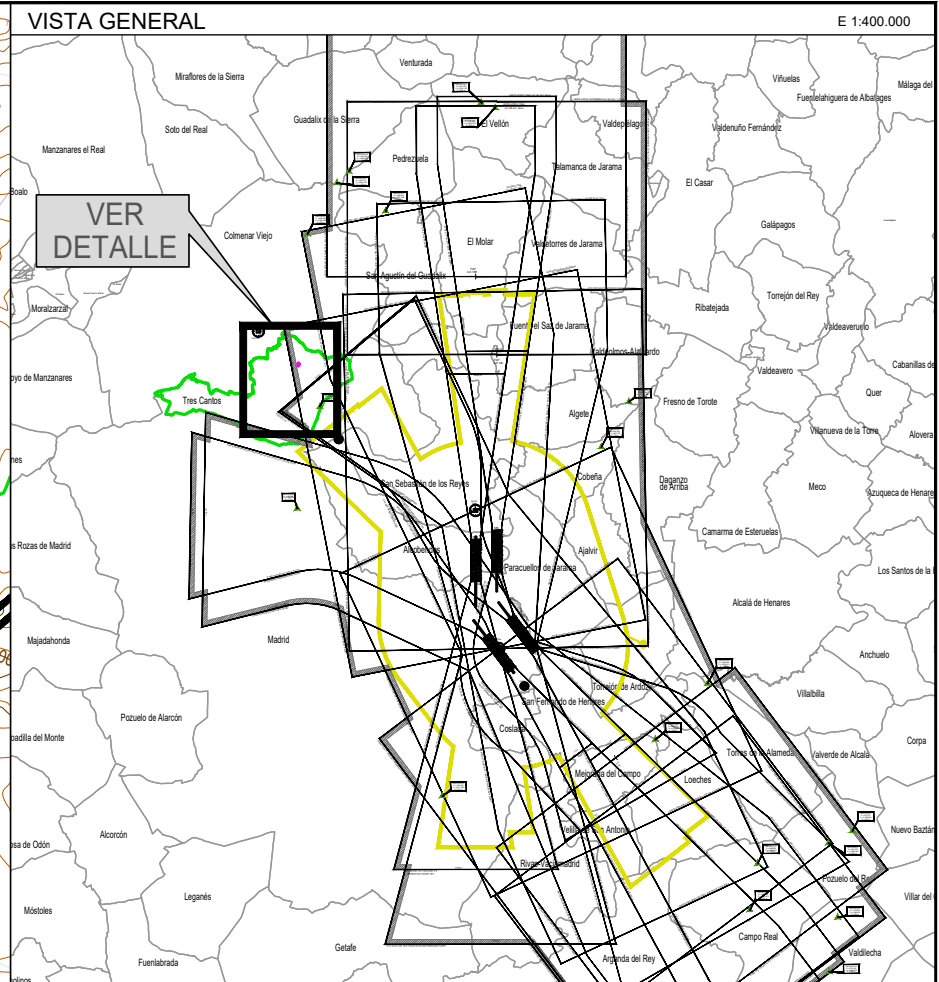 VISTA GENERAL
E 1:400.000
Venturada
Miraflores de la Sierra
Viñuelas
Málaga del
Fuentelahiguera de Albatages
Guadalix de la Sierra
El Vellón
Valdepiélagos
Valdenuño Fernández
Soto del Real
Manzanares el Real
Pedrezuela
Talamanca de Jarama
El Casar
Boalo
VER
DETALLE
Colmenar Viejo
El Molar
Valdetorres de Jarama
Galápagos
San Agustín del Guadalix
Torrejón del Rey
Ribatejada
Moralzarzal
Fuente el Saz de Jarama
Valdeaveruelo
Valdeolmos-Alalpardo
Cabanillas de
oyo de Manzanares
Valdeavero
Tres Cantos
Quer
Fresno de Torote
Algete
Villanueva de la Torre
Alovera
nes
San Sebastián de los Reyes
Cobeña
Daganzo
de Arriba
Meco
Azuqueca de Henare
Camarma de Esteruelas
s Rozas de Madrid
Alcobendas
Ajalvir
Paracuellos de Jarama
Los Santos de la
Alcalá de Henares
Madrid
Majadahonda
Anchuelo
Torrejón de Ardoz
Villalbilla
San Fernando de Henares
Pozuelo de Alarcón
Coslada
badilla del Monte
Torres de la Alameda
Valverde de Alcalá
Corpa
Mejorada del Campo
Loeches
Alcorcón
Velilla de San Antonio
Nuevo Baztán
osa de Odón
Rivas-Vaciamadrid
Pozuelo del Rey
Leganés
Villar del
Móstoles
Campo Real
Getafe
Valdilecha
Arganda del Rey
Fuenlabrada
olinos